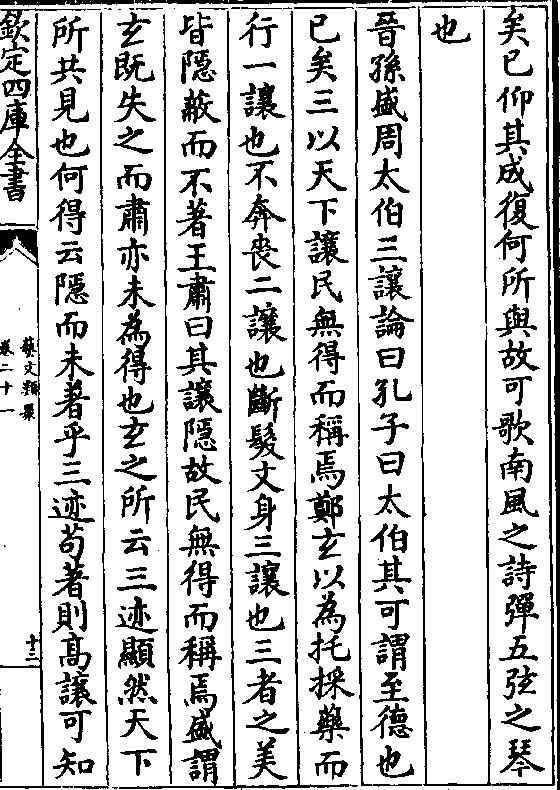 矣已仰其成復何所與故可歌南風之詩彈五弦之琴
也
晉孫盛周太伯三讓論曰孔子曰太伯其可謂至德也
已矣三以天下讓民無得而稱焉鄭𤣥以為托採藥而
行一讓也不奔喪二讓也斷髮文身三讓也三者之美
皆隱蔽而不著王肅曰其讓隱故民無得而稱焉盛謂
𤣥既失之而肅亦未為得也𤣥之所云三迹顯然天下
所共見也何得云隱而未著乎三迹苟著則髙讓可知
欽定四庫全書
藝文類聚
卷二十一
十三